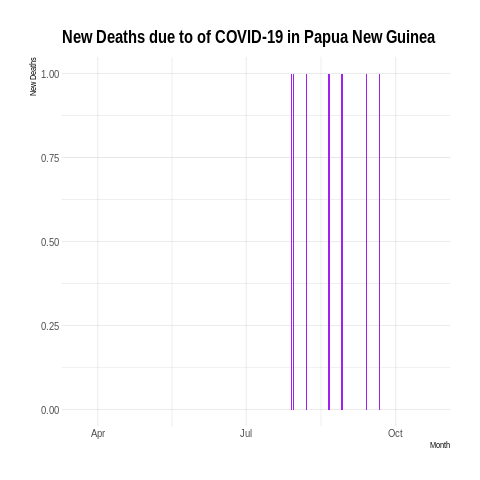 New Deaths due to of COVID-19 in Papua New Guinea
New Deaths
1.00
0.75
0.50
0.25
0.00
Apr Jul Oct
Month